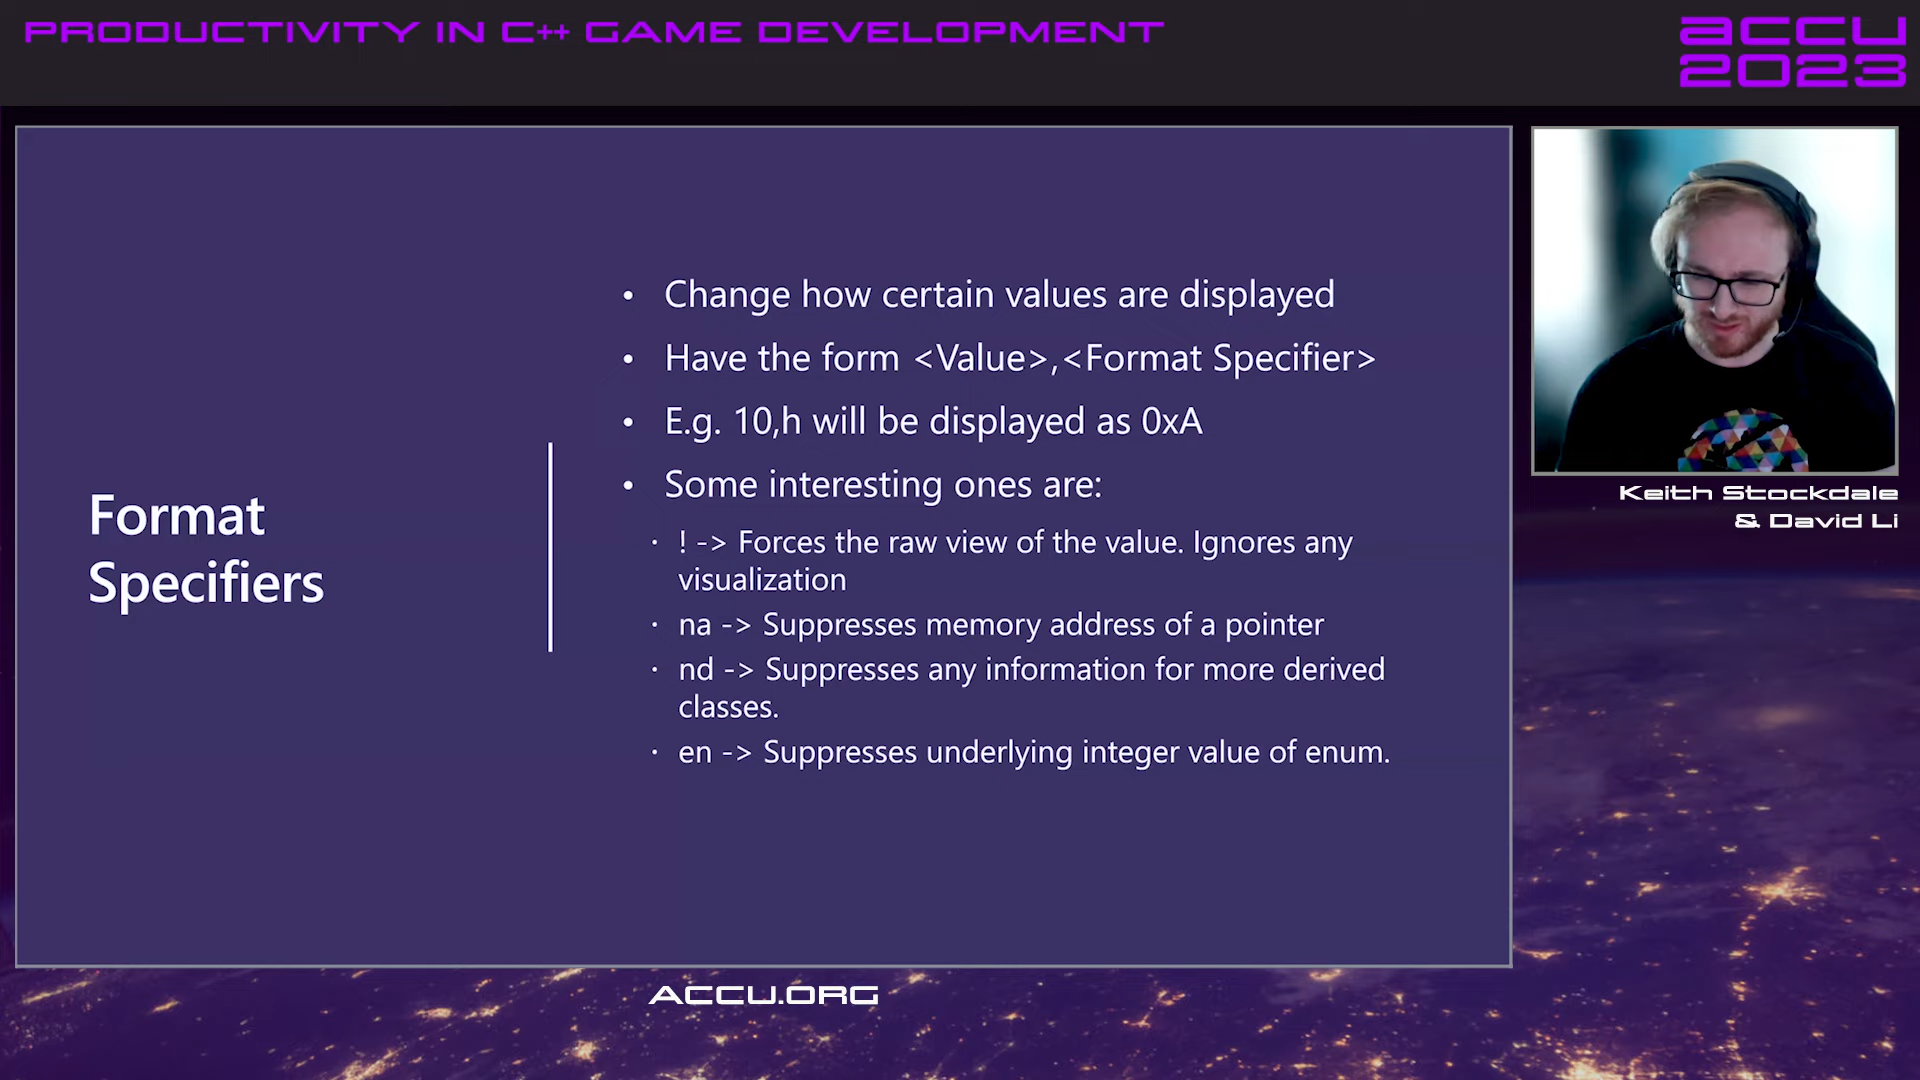 PRODUCTIVITY IN C++ GAME DEVELOPMENT
accu
2023
Format
Specifiers
• Change how certain values are displayed
• Have the form <Value>,<Format Specifier>
• E.g. 10,h will be displayed as 0xA
• Some interesting ones are:
· ! -> Forces the raw view of the value. Ignores any
visualization
· na -> Suppresses memory address of a pointer
· nd -> Suppresses any information for more derived
classes.
· en -> Suppresses underlying integer value of enum.
Keith Stockdale
& David Li
ACCU.ORG